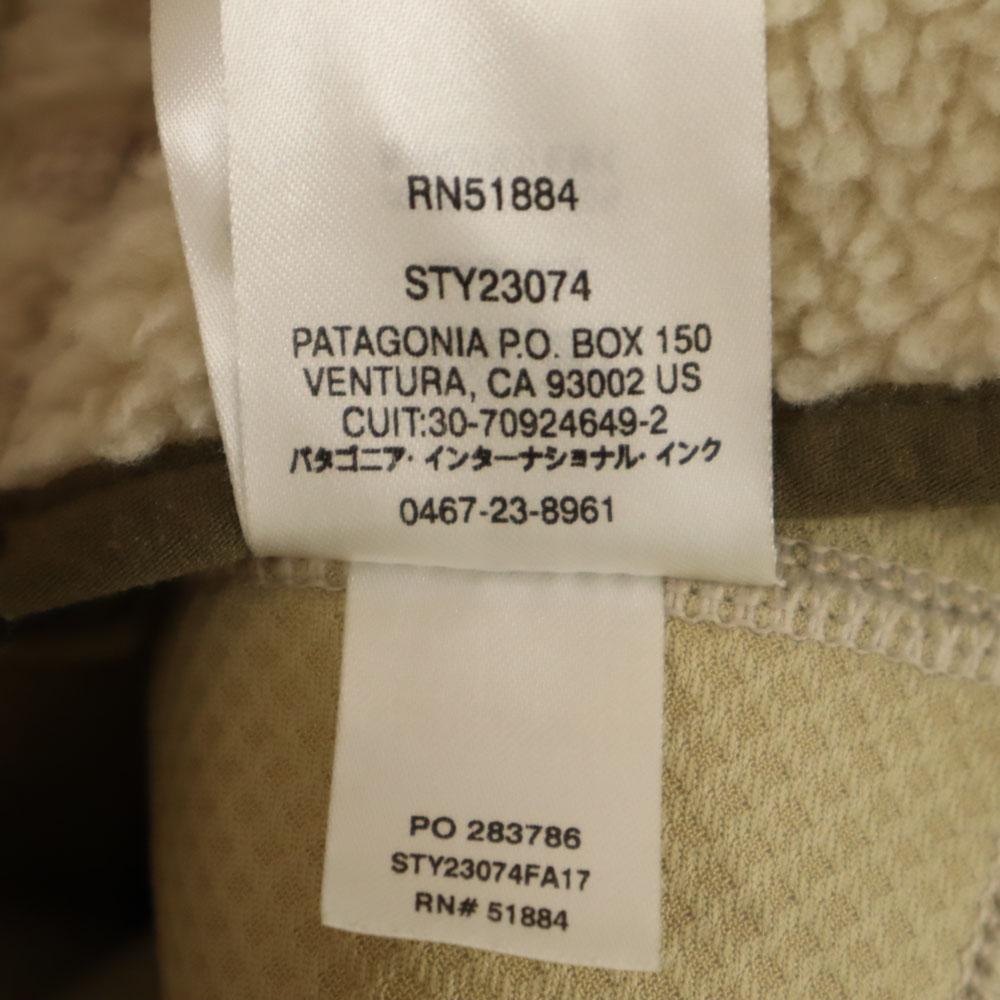 RN51884
STY23074
PATAGONIA P.O. BOX 150
VENTURA, CA 93002 US
CUIT:30-70924649-2
パタゴニア・インターナショナル・インク
0467-23-8961
PO 283786
STY23074FA17
RN# 51884